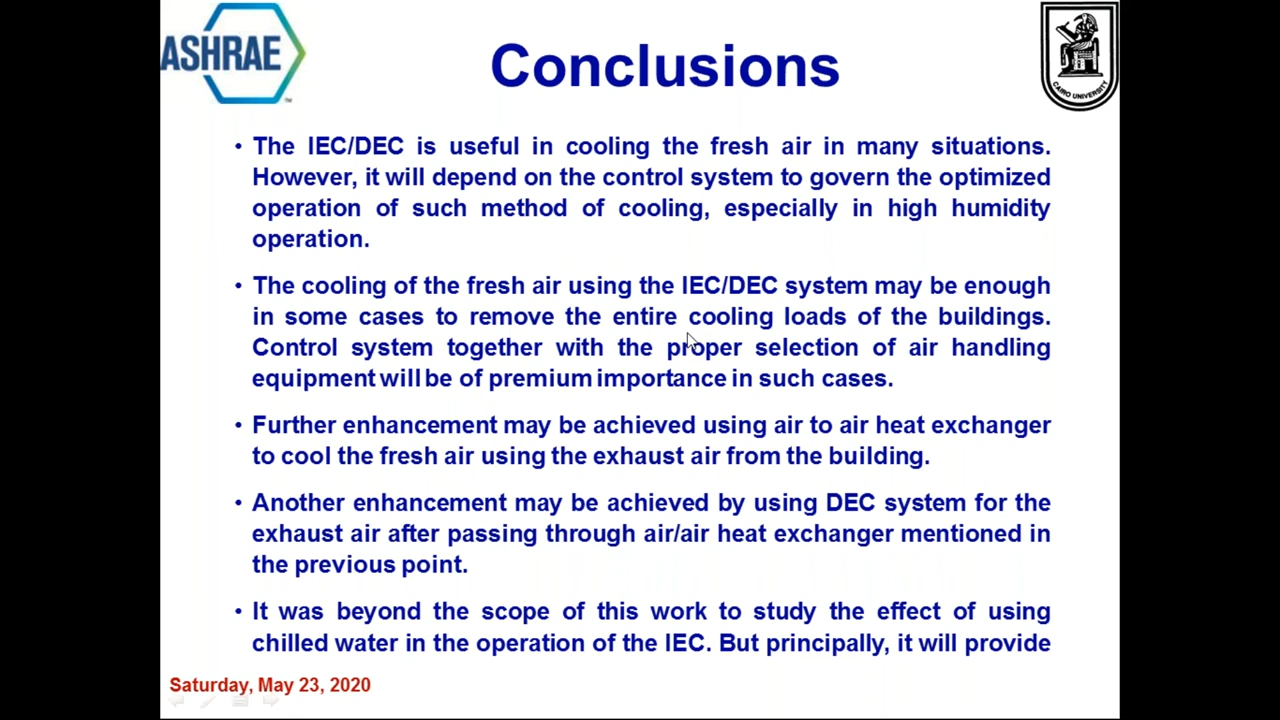 ASHRAE
Conclusions
CAIRO UNIVERSITY
• The IEC/DEC is useful in cooling the fresh air in many situations.
However, it will depend on the control system to govern the optimized
operation of such method of cooling, especially in high humidity
operation.
• The cooling of the fresh air using the IEC/DEC system may be enough
in some cases to remove the entire cooling loads of the buildings.
Control system together with the proper selection of air handling
equipment will be of premium importance in such cases.
• Further enhancement may be achieved using air to air heat exchanger
to cool the fresh air using the exhaust air from the building.
• Another enhancement may be achieved by using DEC system for the
exhaust air after passing through air/air heat exchanger mentioned in
the previous point.
• It was beyond the scope of this work to study the effect of using
chilled water in the operation of the IEC. But principally, it will provide
Saturday, May 23, 2020